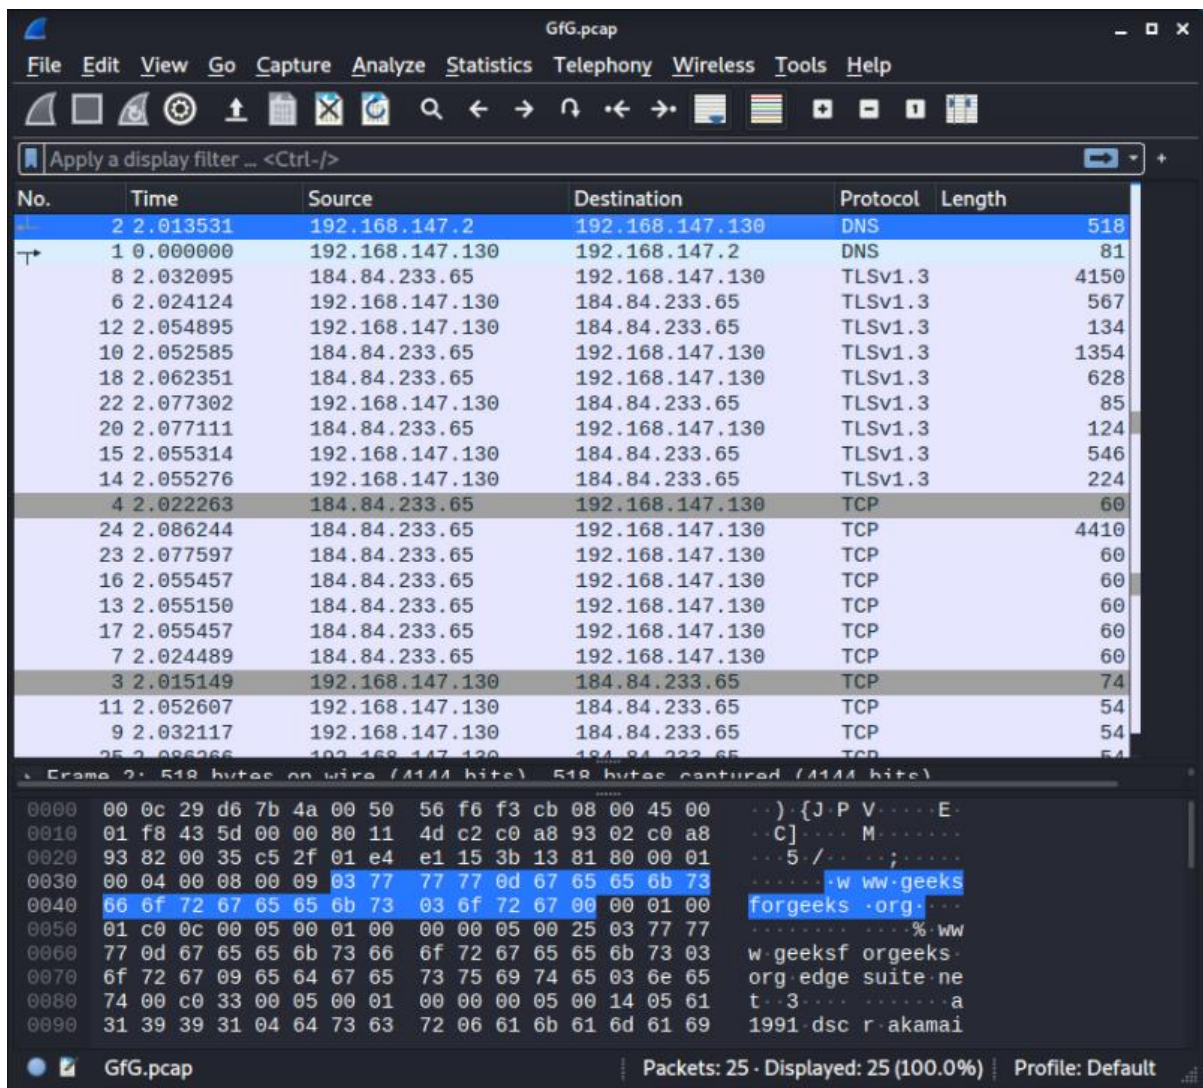 GfG.pcap
File Edit View Go Capture Analyze Statistics Telephony Wireless Tools Help
Apply a display filter ... <Ctrl-/>
No. Time Source Destination Protocol Length
2 2.013531 192.168.147.2 192.168.147.130 DNS 518
1 0.000000 192.168.147.130 192.168.147.2 DNS 81
8 2.032095 184.84.233.65 192.168.147.130 TLSv1.3 4150
6 2.024124 192.168.147.130 184.84.233.65 TLSv1.3 567
12 2.054895 192.168.147.130 184.84.233.65 TLSv1.3 134
10 2.052585 184.84.233.65 192.168.147.130 TLSv1.3 1354
18 2.062351 184.84.233.65 192.168.147.130 TLSv1.3 628
22 2.077302 192.168.147.130 184.84.233.65 TLSv1.3 85
20 2.077111 184.84.233.65 192.168.147.130 TLSv1.3 124
15 2.055314 192.168.147.130 184.84.233.65 TLSv1.3 546
14 2.055276 192.168.147.130 184.84.233.65 TLSv1.3 224
4 2.022263 184.84.233.65 192.168.147.130 TCP 60
24 2.086244 184.84.233.65 192.168.147.130 TCP 4410
23 2.077597 184.84.233.65 192.168.147.130 TCP 60
16 2.055457 184.84.233.65 192.168.147.130 TCP 60
13 2.055150 184.84.233.65 192.168.147.130 TCP 60
17 2.055457 184.84.233.65 192.168.147.130 TCP 60
7 2.024489 184.84.233.65 192.168.147.130 TCP 60
3 2.015149 192.168.147.130 184.84.233.65 TCP 74
11 2.052607 192.168.147.130 184.84.233.65 TCP 54
9 2.032117 192.168.147.130 184.84.233.65 TCP 54
25 2.086266 192.168.147.130 184.84.233.65 TCP 54
Frame 2: 518 bytes on wire (4144 bits), 518 bytes captured (4144 bits)
0000 00 0c 29 d6 7b 4a 00 50 56 f6 f3 cb 08 00 45 00 ··)·{J·P V·····E·
0010 01 f8 43 5d 00 00 80 11 4d c2 c0 a8 93 02 c0 a8 ··C]···· M·······
0020 93 82 00 35 c5 2f 01 e4 e1 15 3b 13 81 80 00 01 ···5·/·· ··;·····
0030 00 04 00 08 00 09 03 77 77 77 0d 67 65 65 6b 73 ·······w ww·geeks
0040 66 6f 72 67 65 65 6b 73 03 6f 72 67 00 00 01 00 forgeeks ·org····
0050 01 c0 0c 00 05 00 01 00 00 00 05 00 25 03 77 77 ········ ····%·ww
0060 77 0d 67 65 65 6b 73 66 6f 72 67 65 65 6b 73 03 w·geeksf orgeeks·
0070 6f 72 67 09 65 64 67 65 73 75 69 74 65 03 6e 65 org·edge suite·ne
0080 74 00 c0 33 00 05 00 01 00 00 00 05 00 14 05 61 t··3···· ·······a
0090 31 39 39 31 04 64 73 63 72 06 61 6b 61 6d 61 69 1991·dsc r·akamai
GfG.pcap Packets: 25 · Displayed: 25 (100.0%) Profile: Default